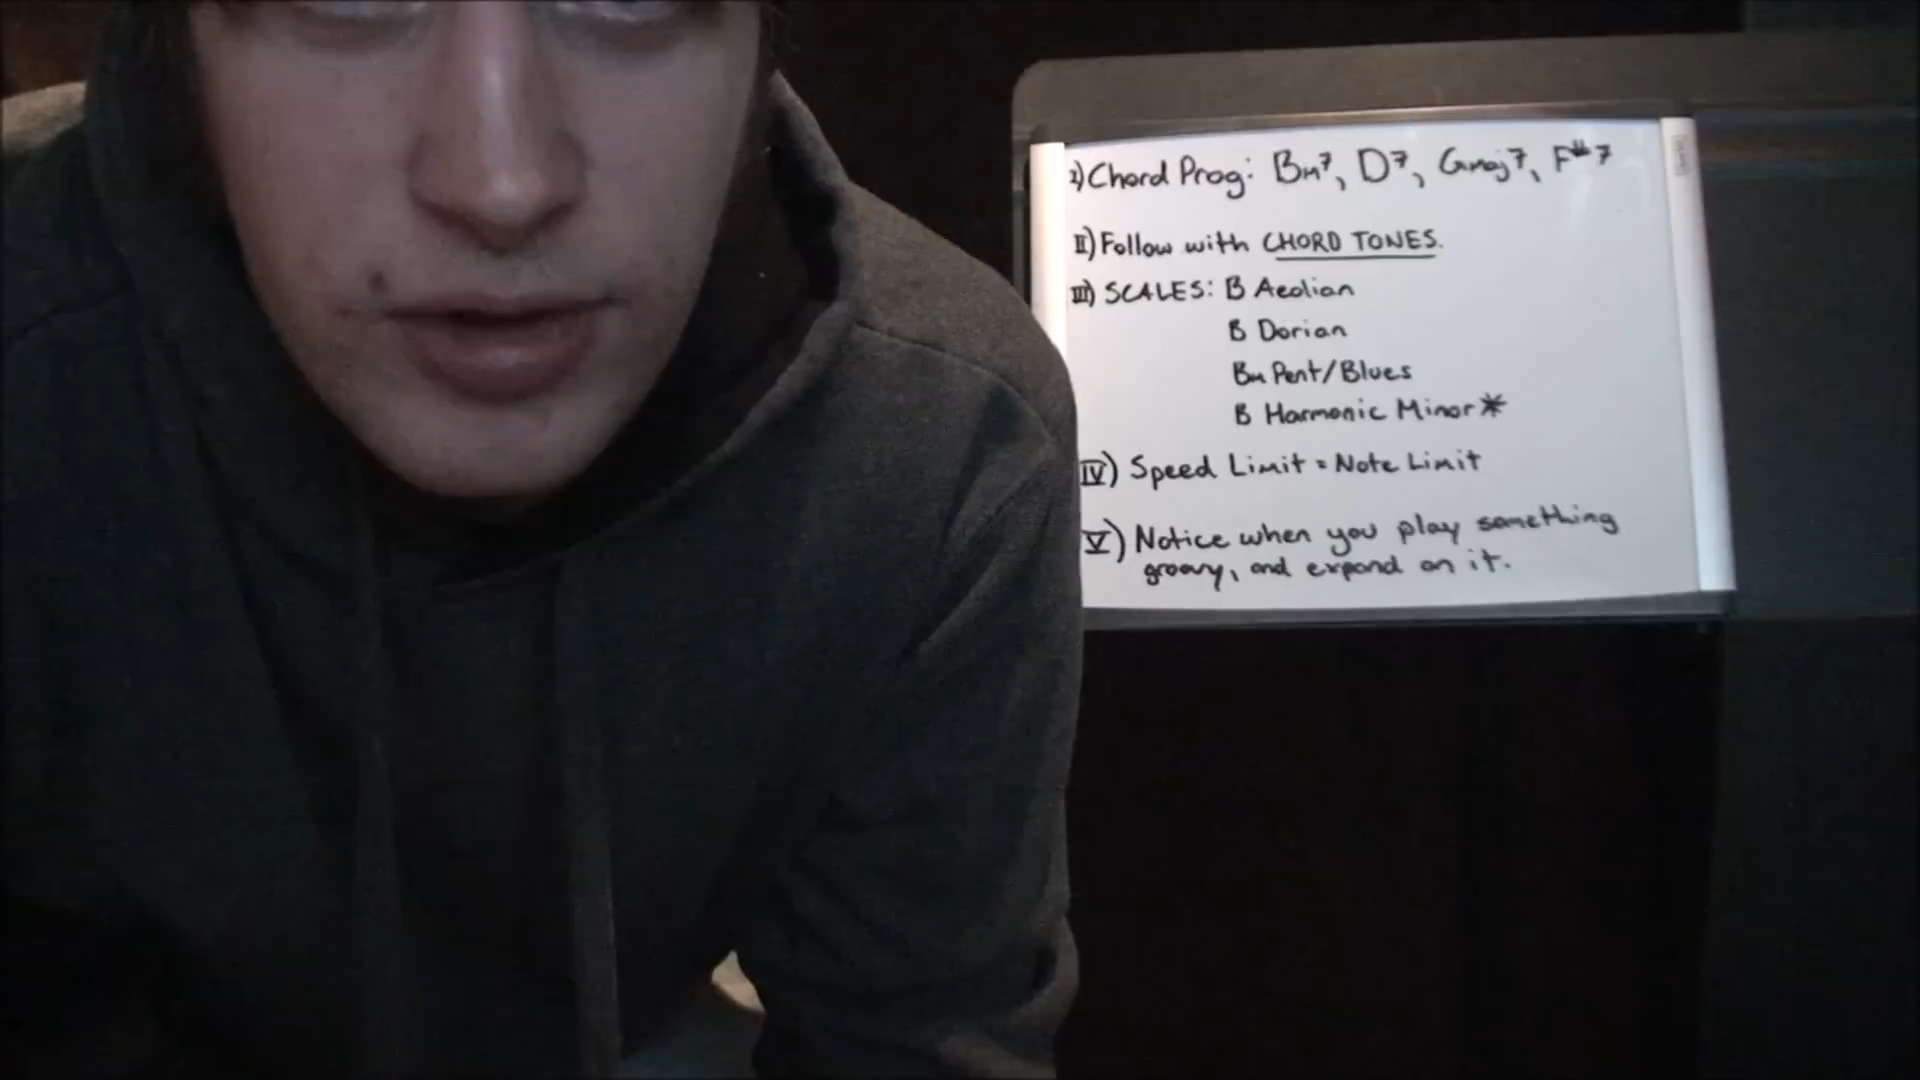 I) Chord Prog: Bm7, D7, Gmaj7, F#7
II) Follow with CHORD TONES.
III) SCALES: B Aeolian
B Dorian
Bm Pent/Blues
B Harmonic Minor*
IV) Speed Limit = Note Limit
V) Notice when you play something
groovy, and expand on it.